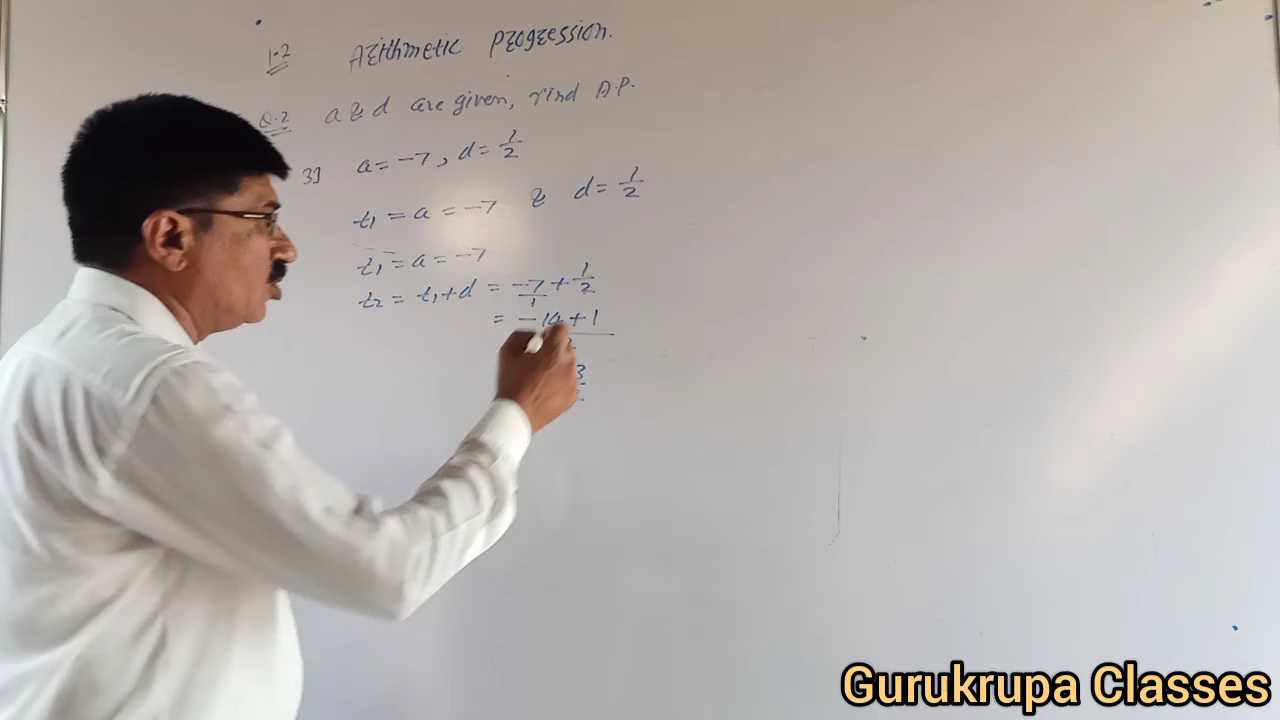 1.2 Arithmetic progression.
Q.2 a & d are given, find A.P.
3] a = -7, d = 1/2
t1 = a = -7 & d = 1/2
t1 = a = -7
t2 = t1 + d = -7/1 + 1/2
= -14 + 1
3
Gurukrupa Classes